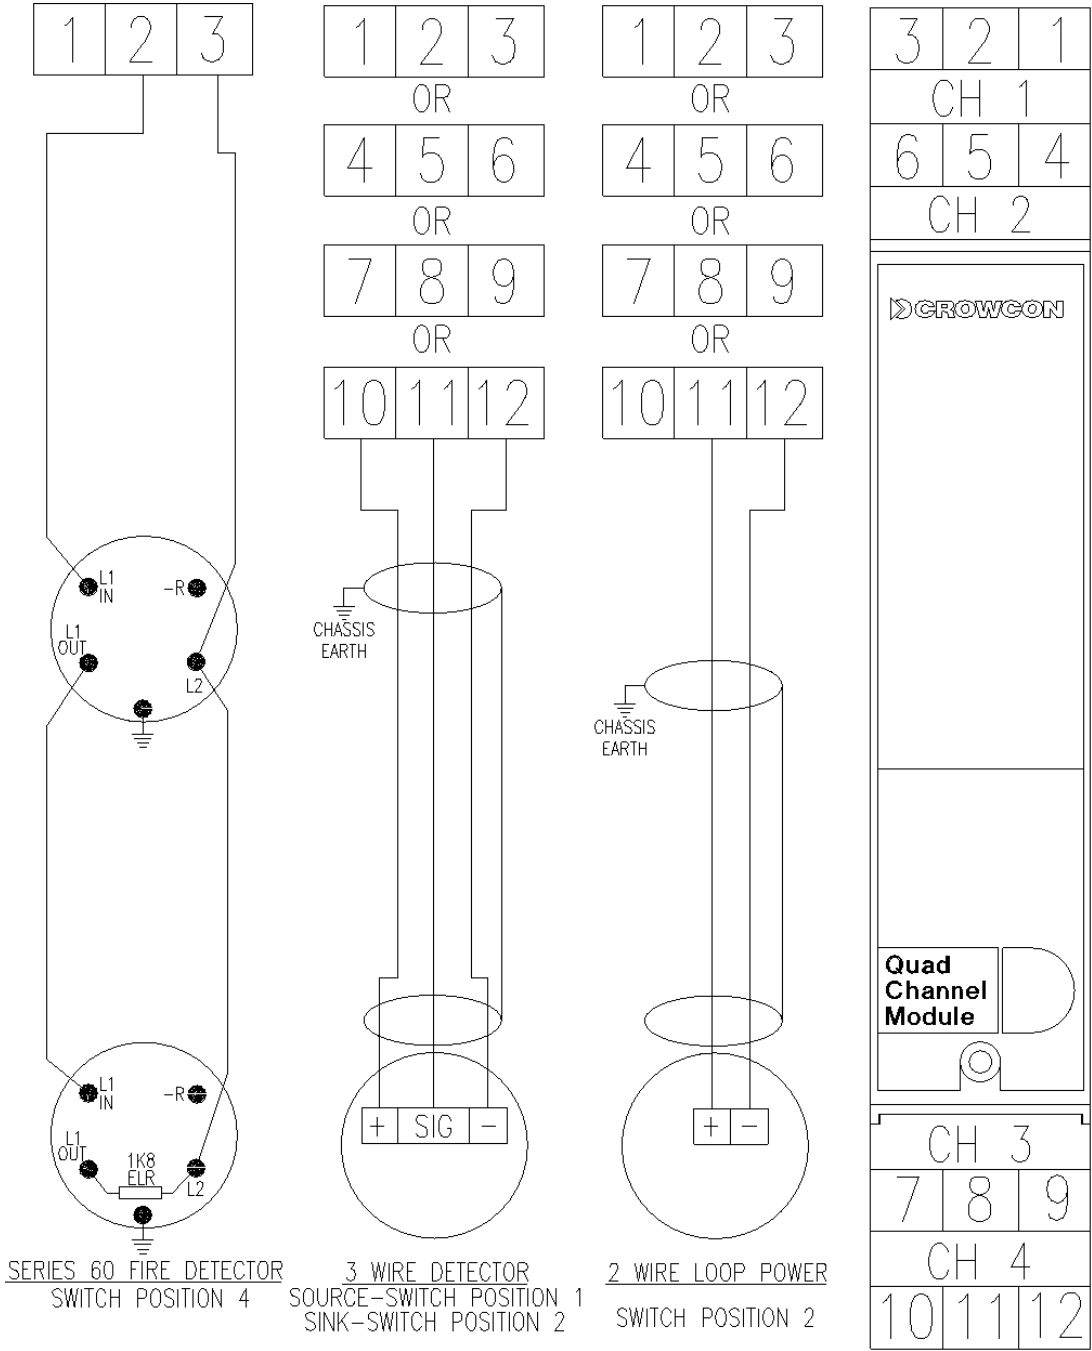 1 2 3
L1
IN
-R
L1
OUT
L2
L1
IN
-R
L1
OUT
1K8
ELR
L2
SERIES 60 FIRE DETECTOR
SWITCH POSITION 4
1 2 3
OR
4 5 6
OR
7 8 9
OR
10 11 12
CHASSIS
EARTH
+ SIG -
3 WIRE DETECTOR
SOURCE-SWITCH POSITION 1
SINK-SWITCH POSITION 2
1 2 3
OR
4 5 6
OR
7 8 9
OR
10 11 12
CHASSIS
EARTH
+ -
2 WIRE LOOP POWER
SWITCH POSITION 2
3 2 1
CH 1
6 5 4
CH 2
CROWCON
Quad
Channel
Module
CH 3
7 8 9
CH 4
10 11 12